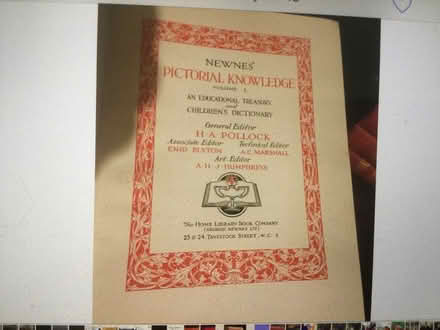 NEWNES'
PICTORIAL KNOWLEDGE
VOLUME 1.
AN EDUCATIONAL TREASURY
and
CHILDREN'S DICTIONARY
General Editor
H. A. POLLOCK
Associate Editor Technical Editor
ENID BLYTON A.C. MARSHALL
Art Editor
A. H. J. HUMPHRYS
The HOME LIBRARY BOOK COMPANY
(GEORGE NEWNES LTD)
23 & 24 TAVISTOCK STREET, W.C. 2